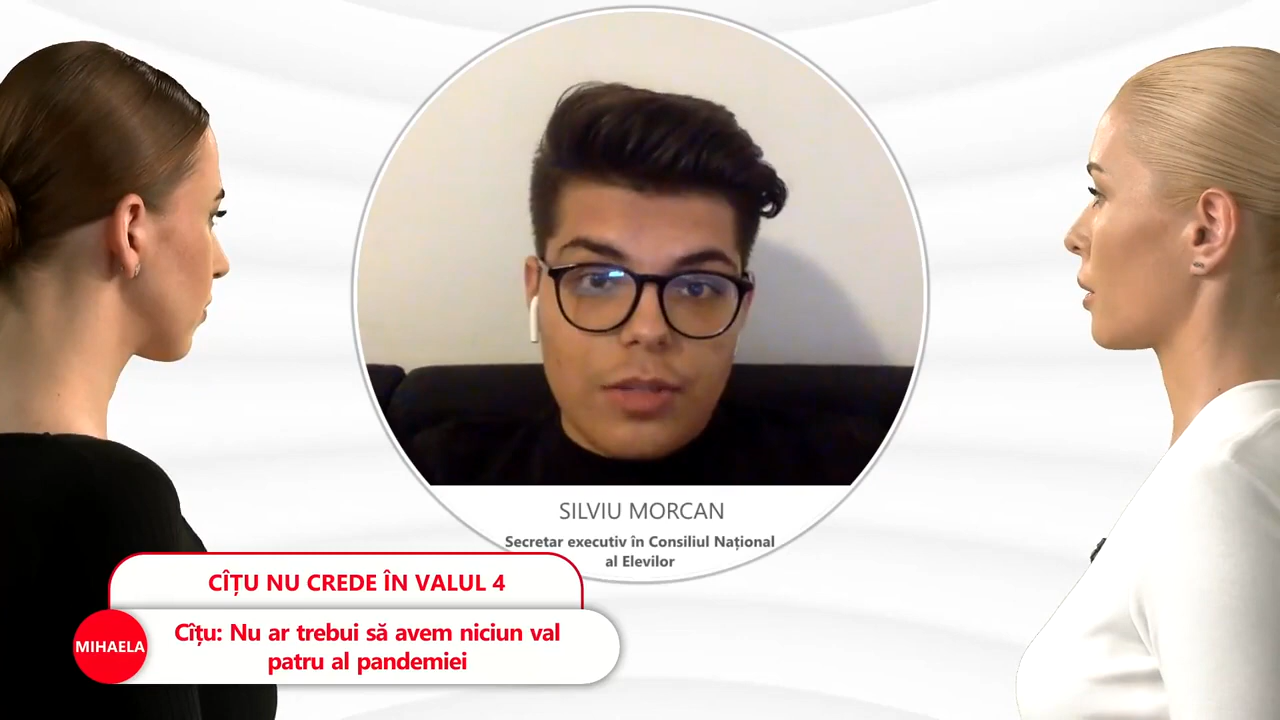 SILVIU MORCAN
Secretar executiv în Consiliul Național
al Elevilor
CÎȚU NU CREDE ÎN VALUL 4
MIHAELA
Cîțu: Nu ar trebui să avem niciun val
patru al pandemiei